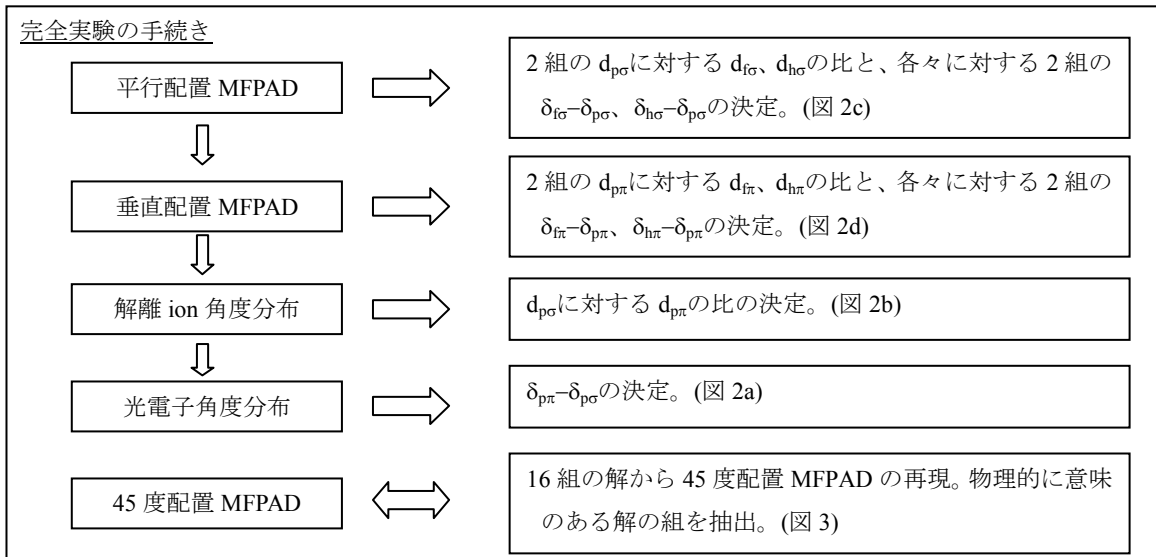 完全実験の手続き
平行配置 MFPAD
2 組の dpσに対する dfσ、dhσの比と、各々に対する 2 組の
δfσ–δpσ、δhσ–δpσの決定。(図 2c)
垂直配置 MFPAD
2 組の dpπに対する dfπ、dhπの比と、各々に対する 2 組の
δfπ–δpπ、δhπ–δpπの決定。(図 2d)
解離 ion 角度分布
dpσに対する dpπの比の決定。(図 2b)
光電子角度分布
δpπ–δpσの決定。(図 2a)
45 度配置 MFPAD
16 組の解から 45 度配置 MFPAD の再現。物理的に意味
のある解の組を抽出。(図 3)